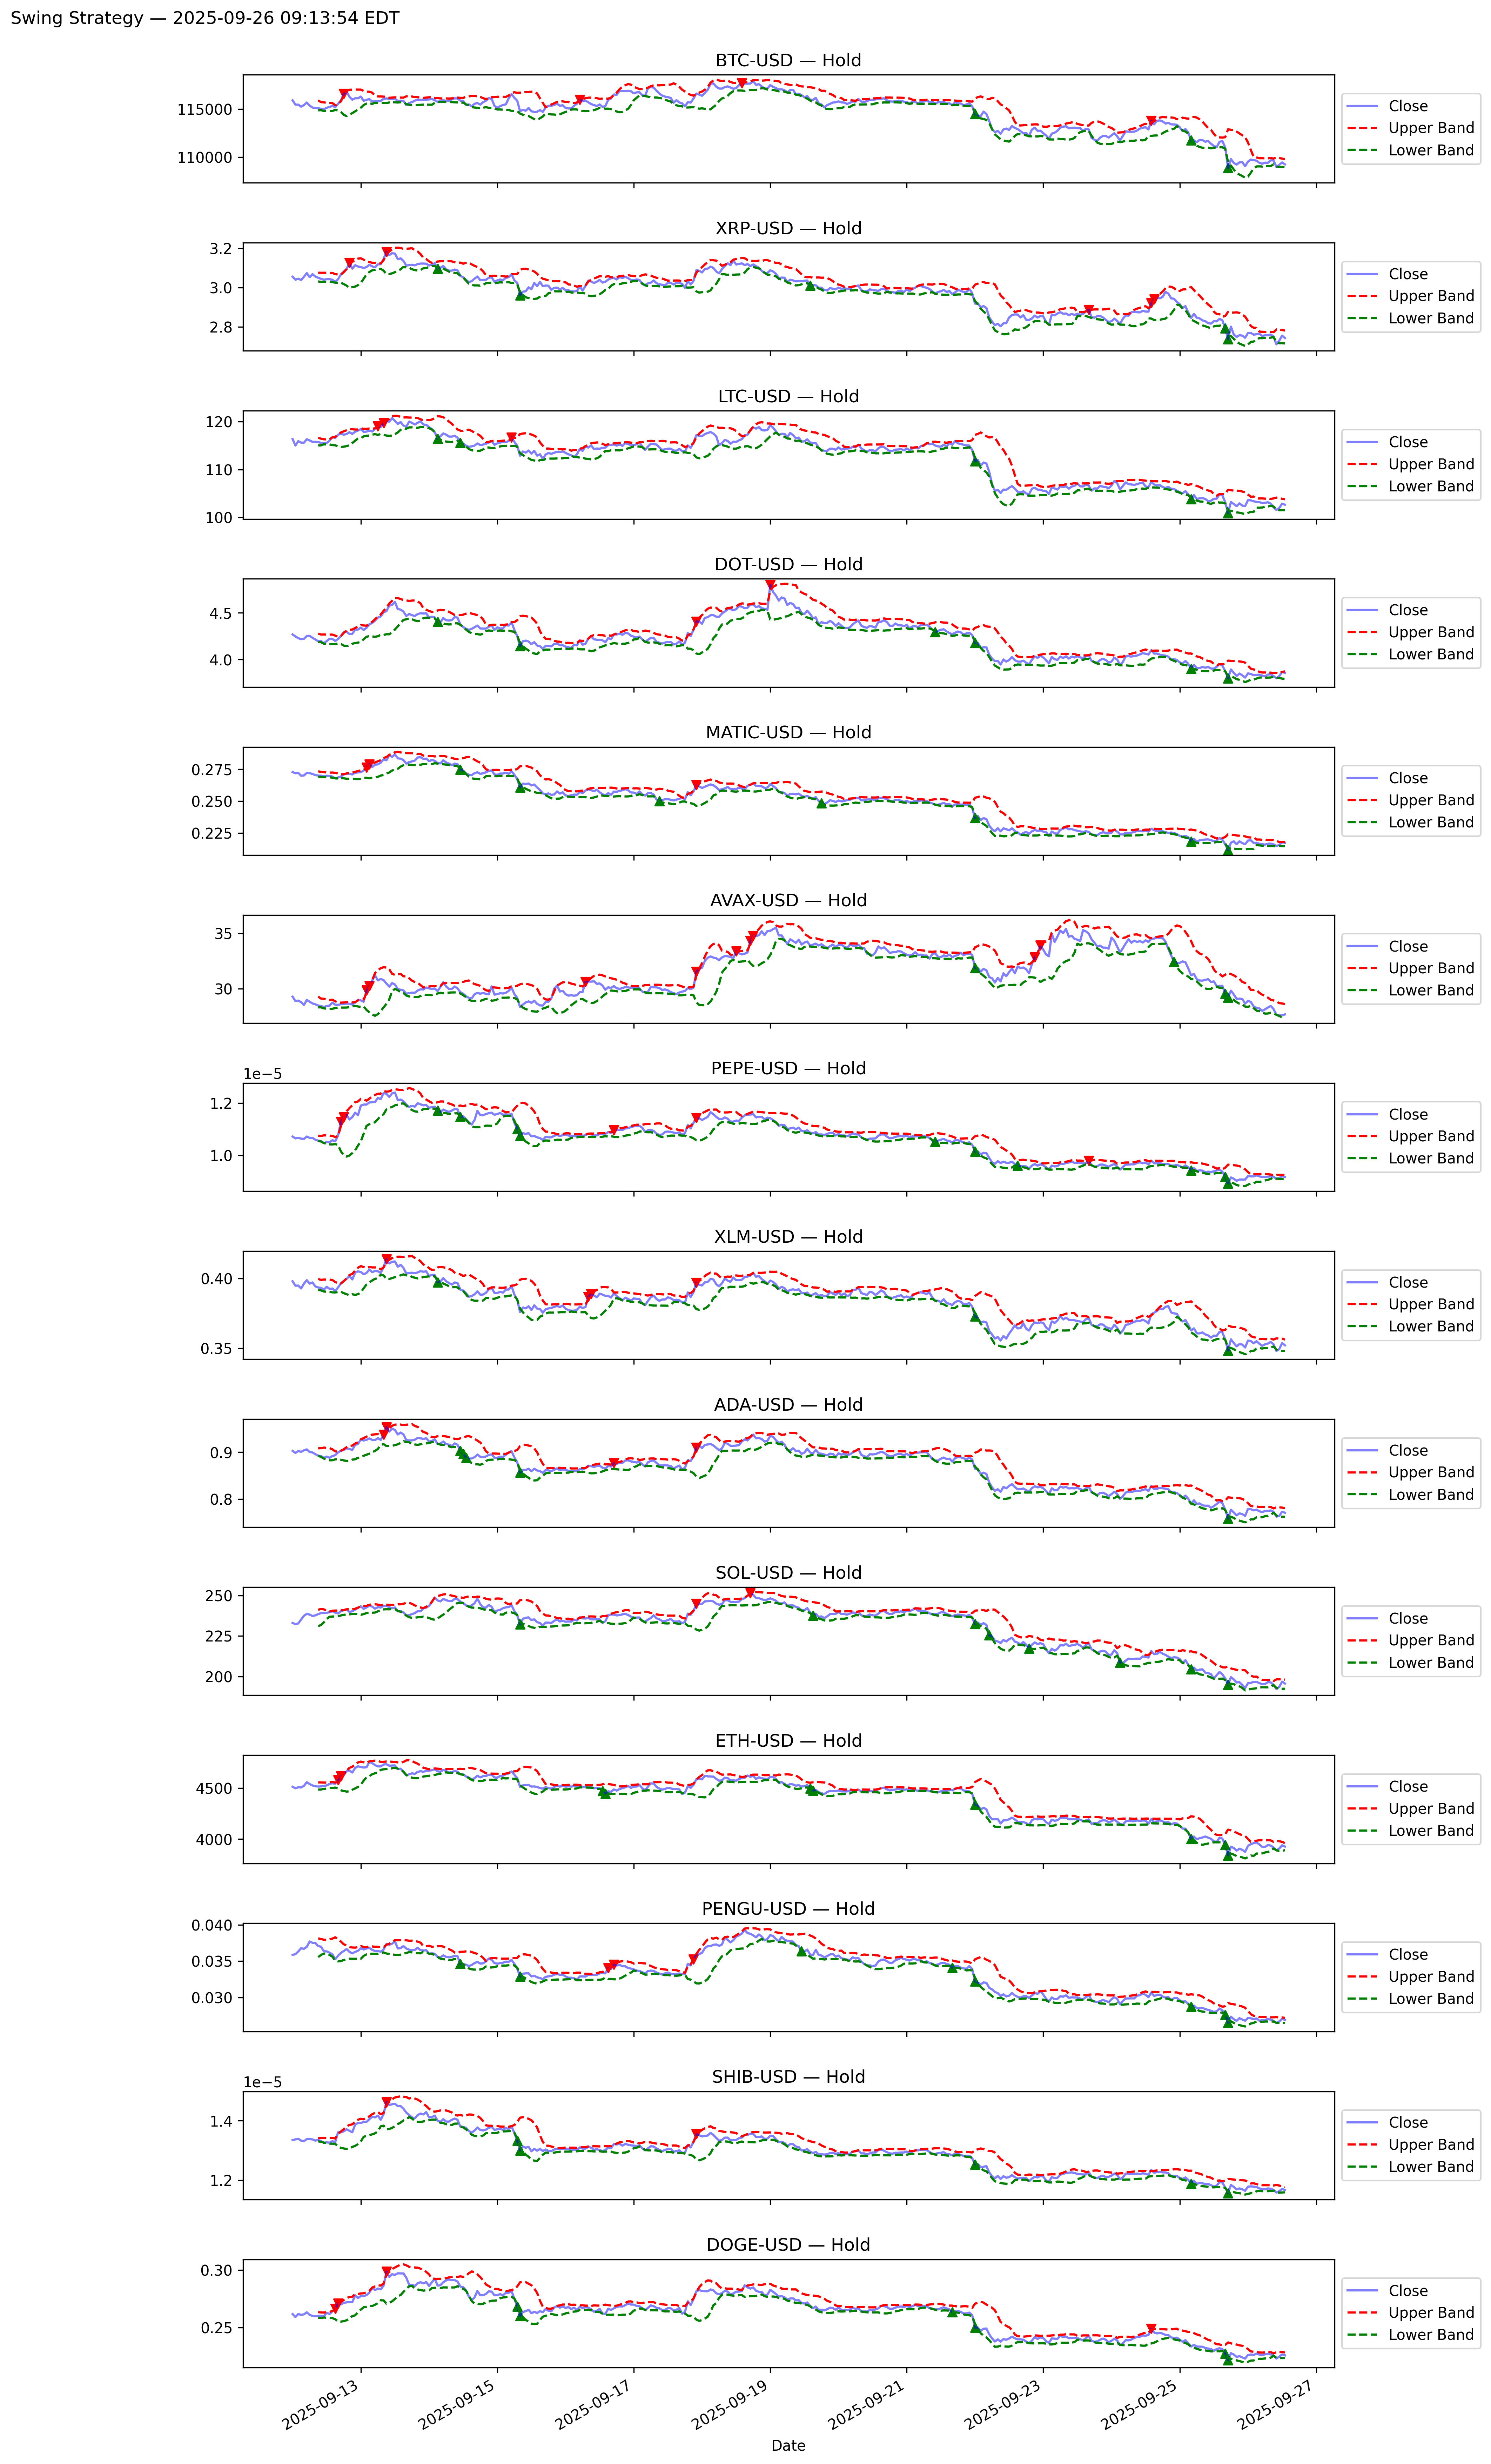 Swing Strategy — 2025-09-26 09:13:54 EDT
BTC-USD — Hold
115000
110000
Close
Upper Band
Lower Band
XRP-USD — Hold
3.2
3.0
2.8
Close
Upper Band
Lower Band
LTC-USD — Hold
120
110
100
Close
Upper Band
Lower Band
DOT-USD — Hold
4.5
4.0
Close
Upper Band
Lower Band
MATIC-USD — Hold
0.275
0.250
0.225
Close
Upper Band
Lower Band
AVAX-USD — Hold
35
30
Close
Upper Band
Lower Band
PEPE-USD — Hold
1e−5
1.2
1.0
Close
Upper Band
Lower Band
XLM-USD — Hold
0.40
0.35
Close
Upper Band
Lower Band
ADA-USD — Hold
0.9
0.8
Close
Upper Band
Lower Band
SOL-USD — Hold
250
225
200
Close
Upper Band
Lower Band
ETH-USD — Hold
4500
4000
Close
Upper Band
Lower Band
PENGU-USD — Hold
0.040
0.035
0.030
Close
Upper Band
Lower Band
SHIB-USD — Hold
1e−5
1.4
1.2
Close
Upper Band
Lower Band
DOGE-USD — Hold
0.30
0.25
Close
Upper Band
Lower Band
2025-09-13
2025-09-15
2025-09-17
2025-09-19
2025-09-21
2025-09-23
2025-09-25
2025-09-27
Date